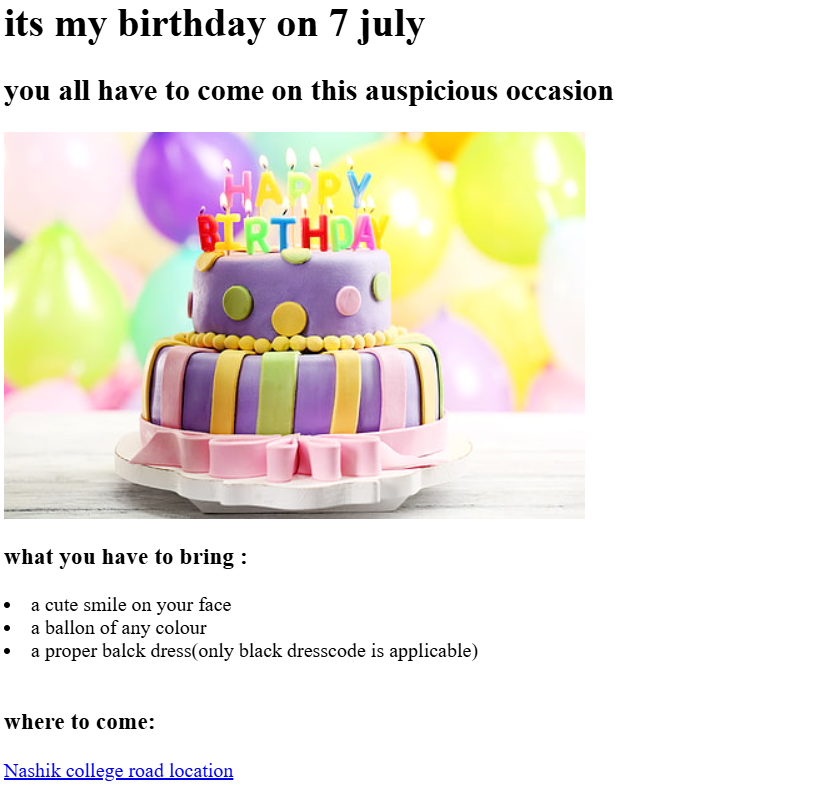 its my birthday on 7 july
you all have to come on this auspicious occasion
HAPPY
BIRTHDAY
what you have to bring :
• a cute smile on your face
• a ballon of any colour
• a proper balck dress(only black dresscode is applicable)
where to come:
Nashik college road location